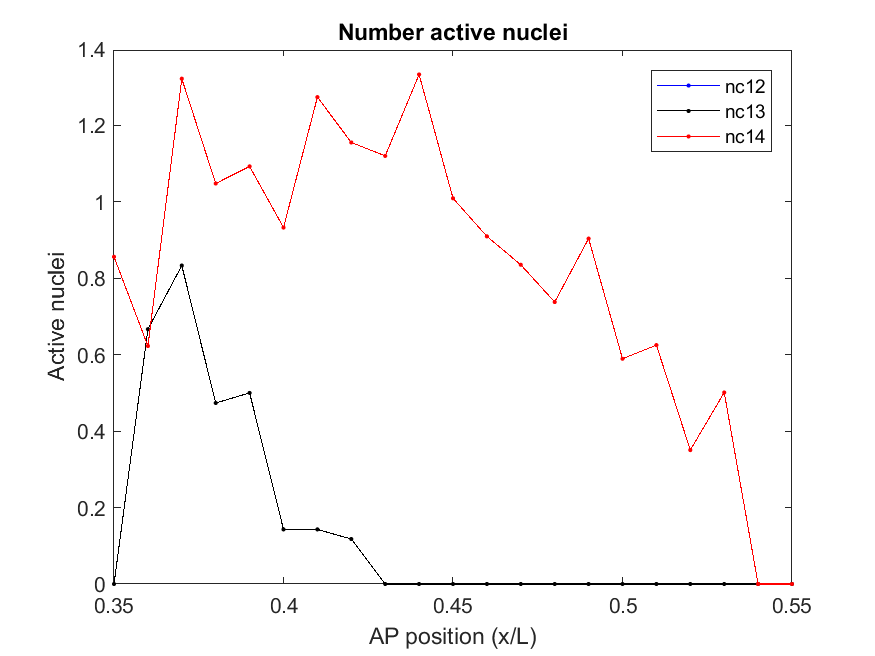 Number active nuclei
1.4
1.2
1
0.8
0.6
0.4
0.2
0
Active nuclei
nc12
nc13
nc14
0.35
0.4
0.45
0.5
0.55
AP position (x/L)